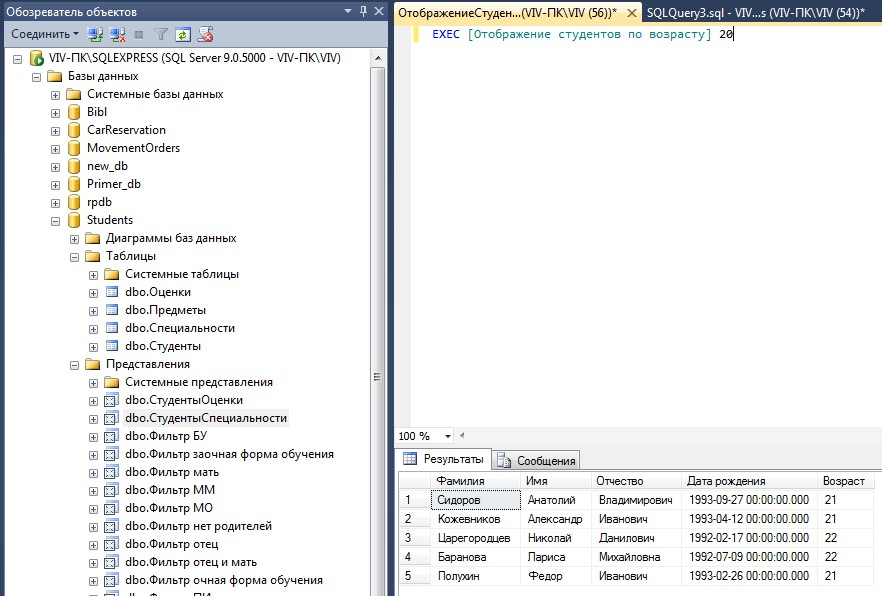 Обозреватель объектов
Соединить
VIV-ПК\SQLEXPRESS (SQL Server 9.0.5000 - VIV-ПК\VIV)
Базы данных
Системные базы данных
Bibl
CarReservation
MovementOrders
new_db
Primer_db
rpdb
Students
Диаграммы баз данных
Таблицы
Системные таблицы
dbo.Оценки
dbo.Предметы
dbo.Специальности
dbo.Студенты
Представления
Системные представления
dbo.СтудентыОценки
dbo.СтудентыСпециальности
dbo.Фильтр БУ
dbo.Фильтр заочная форма обучения
dbo.Фильтр мать
dbo.Фильтр ММ
dbo.Фильтр МО
dbo.Фильтр нет родителей
dbo.Фильтр отец
dbo.Фильтр отец и мать
dbo.Фильтр очная форма обучения
ОтображениеСтуден...(VIV-ПК\VIV (56))* SQLQuery3.sql - VIV...s (VIV-ПК\VIV (54))*
EXEC [Отображение студентов по возрасту] 20
100 %
Результаты Сообщения
Фамилия Имя Отчество Дата рождения Возраст
1 Сидоров Анатолий Владимирович 1993-09-27 00:00:00.000 21
2 Кожевников Александр Иванович 1993-04-12 00:00:00.000 21
3 Царегородцев Николай Данилович 1992-02-17 00:00:00.000 22
4 Баранова Лариса Михайловна 1992-07-09 00:00:00.000 22
5 Полухин Федор Иванович 1993-02-26 00:00:00.000 21